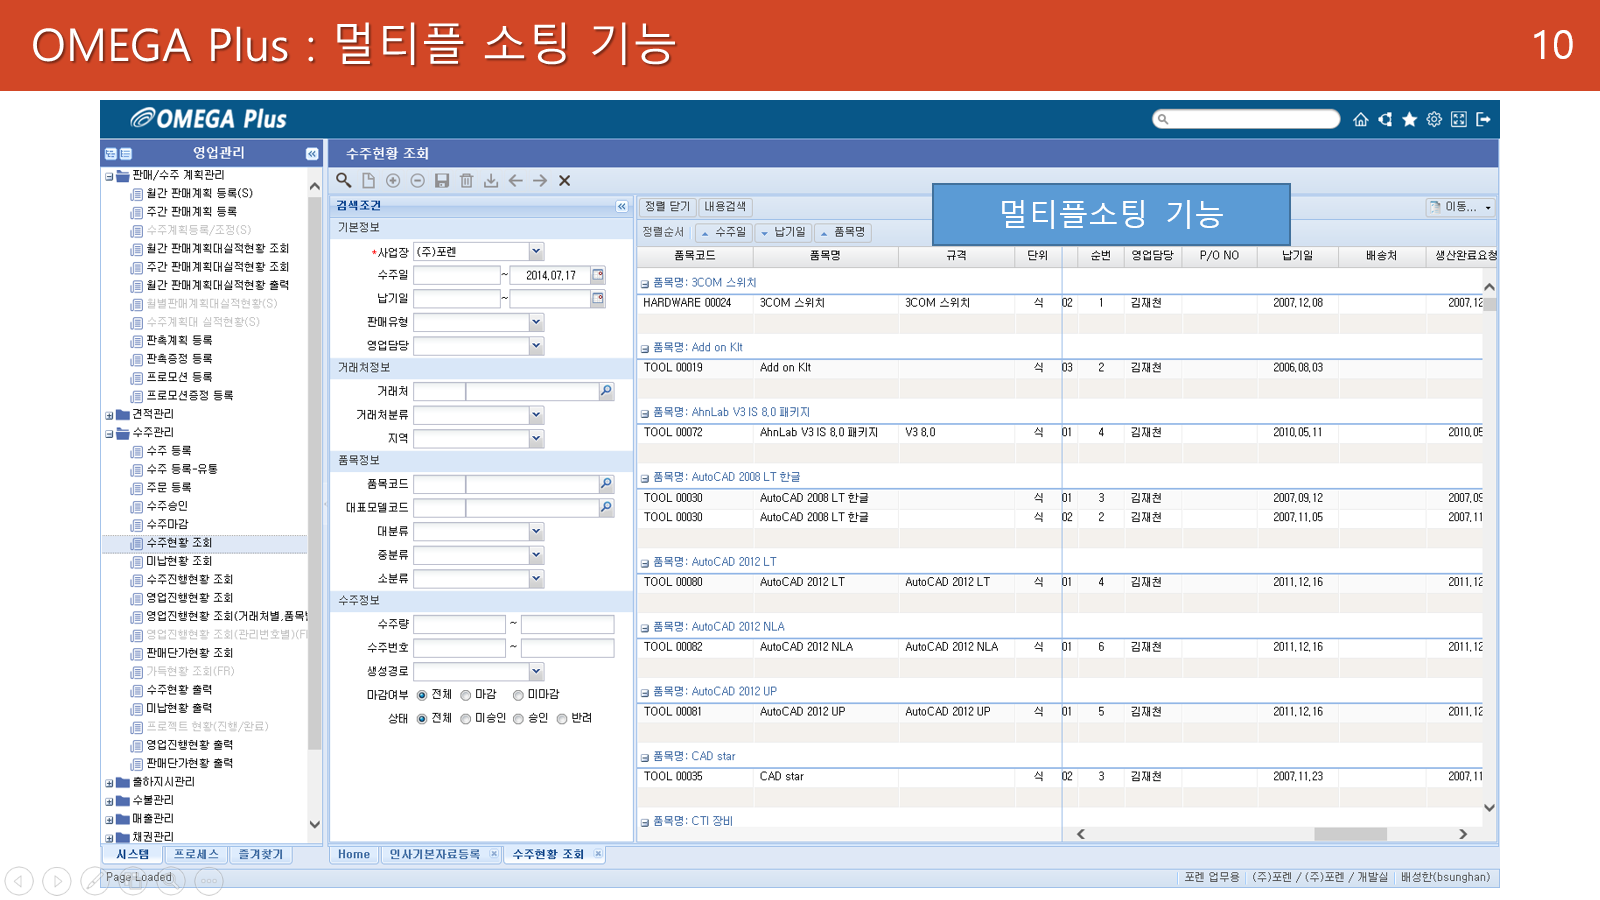 OMEGA Plus : 멀티플 소팅 기능
10
OMEGA Plus
영업관리
수주현황 조회
판매/수주 계획관리
월간 판매계획 등록(S)
주간 판매계획 등록
수주계획등록/조정(S)
월간 판매계획대실적현황 조회
주간 판매계획대실적현황 조회
월간 판매계획대실적현황 출력
월별판매계획대실적현황(S)
수주계획대 실적현황(S)
판촉계획 등록
판촉증정 등록
프로모션 등록
프로모션증정 등록
견적관리
수주관리
수주 등록
수주 등록-유통
주문 등록
수주승인
수주마감
수주현황 조회
미납현황 조회
수주진행현황 조회
영업진행현황 조회
영업진행현황 조회(거래처별,품목별
영업진행현황 조회(관리번호별)(FR
판매단가현황 조회
가득현황 조회(FR)
수주현황 출력
미납현황 출력
프로젝트 현황(진행/완료)
영업진행현황 출력
판매단가현황 출력
출하지시관리
수불관리
매출관리
채권관리
시스템 프로세스 즐겨찾기
검색조건
기본정보
*사업장 (주)포렌
수주일 ~ 2014.07.17
납기일 ~
판매유형
영업담당
거래처정보
거래처
거래처분류
지역
품목정보
품목코드
대표모델코드
대분류
중분류
소분류
수주정보
수주량 ~
수주번호 ~
생성경로
마감여부 전체 마감 미마감
상태 전체 미승인 승인 반려
정렬 닫기 내용검색
멀티플소팅 기능
이동...
정렬순서 수주일 납기일 품목명
품목코드 품목명 규격 단위 순번 영업담당 P/O NO 납기일 배송처 생산완료요청
품목명: 3COM 스위치
HARDWARE 00024 3COM 스위치 3COM 스위치 식 02 1 김재천 2007.12.08 2007.12
품목명: Add on KIt
TOOL 00019 Add on KIt 식 03 2 김재천 2006.08.03
품목명: AhnLab V3 IS 8.0 패키지
TOOL 00072 AhnLab V3 IS 8.0 패키지 V3 8.0 식 01 4 김재천 2010.05.11 2010.05
품목명: AutoCAD 2008 LT 한글
TOOL 00030 AutoCAD 2008 LT 한글 식 01 3 김재천 2007.09.12 2007.09
TOOL 00030 AutoCAD 2008 LT 한글 식 02 2 김재천 2007.11.05 2007.11
품목명: AutoCAD 2012 LT
TOOL 00080 AutoCAD 2012 LT AutoCAD 2012 LT 식 01 4 김재천 2011.12.16 2011.12
품목명: AutoCAD 2012 NLA
TOOL 00082 AutoCAD 2012 NLA AutoCAD 2012 NLA 식 01 6 김재천 2011.12.16 2011.12
품목명: AutoCAD 2012 UP
TOOL 00081 AutoCAD 2012 UP AutoCAD 2012 UP 식 01 5 김재천 2011.12.16 2011.12
품목명: CAD star
TOOL 00035 CAD star 식 02 3 김재천 2007.11.23 2007.11
품목명: CTI 장비
Home 인사기본자료등록 수주현황 조회
Page Loaded
포렌 업무용 (주)포렌 / (주)포렌 / 개발실 배성한(bsunghan)